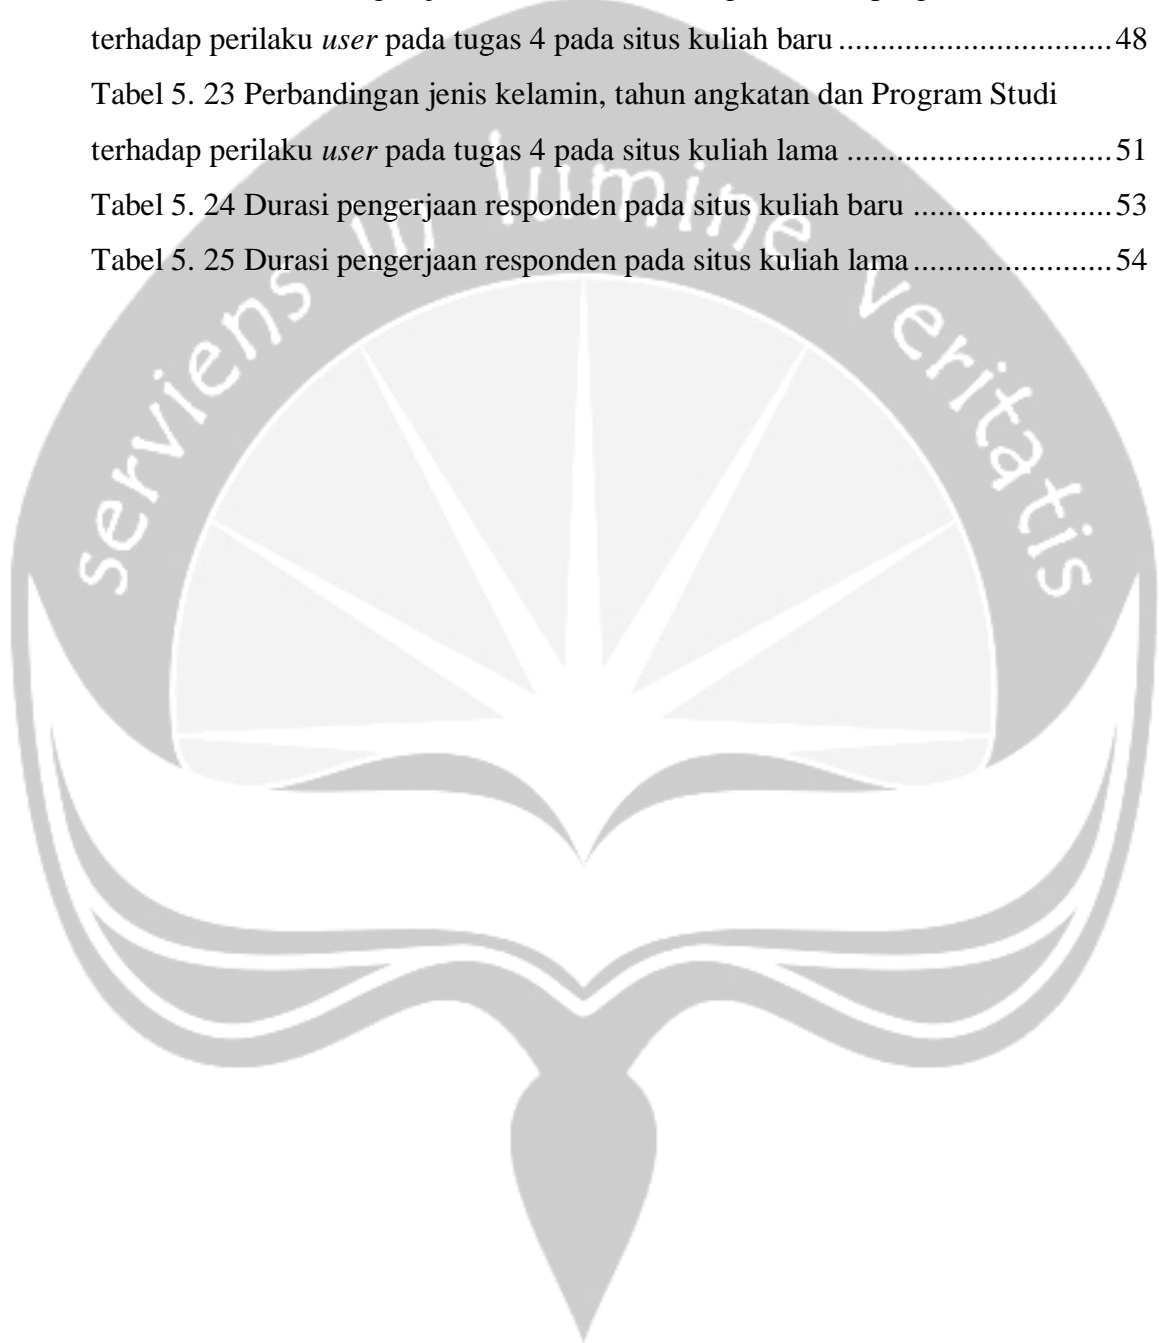 terhadap perilaku user pada tugas 4 pada situs kuliah baru ................................. 48
Tabel 5. 23 Perbandingan jenis kelamin, tahun angkatan dan Program Studi
terhadap perilaku user pada tugas 4 pada situs kuliah lama ................................ 51
Tabel 5. 24 Durasi pengerjaan responden pada situs kuliah baru ........................ 53
Tabel 5. 25 Durasi pengerjaan responden pada situs kuliah lama ........................ 54
serviens in lumine veritatis